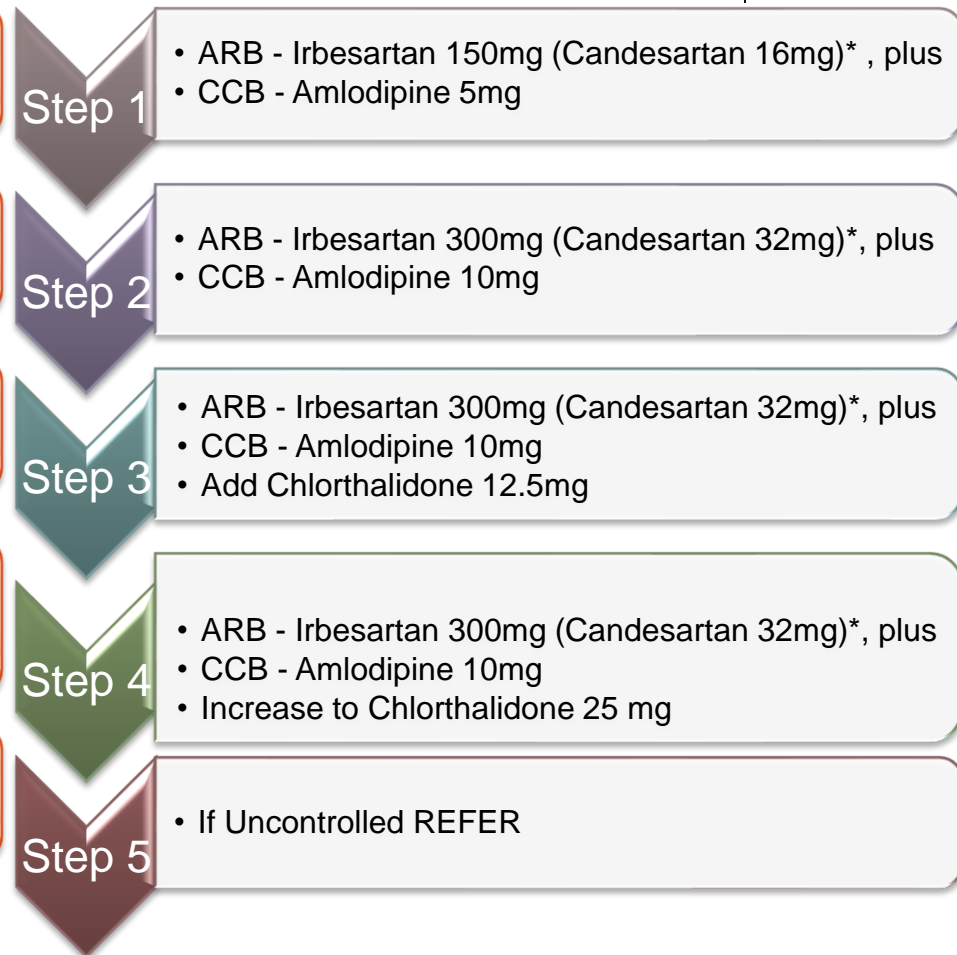 Step 1
• ARB - Irbesartan 150mg (Candesartan 16mg)* , plus
• CCB - Amlodipine 5mg
Step 2
• ARB - Irbesartan 300mg (Candesartan 32mg)*, plus
• CCB - Amlodipine 10mg
Step 3
• ARB - Irbesartan 300mg (Candesartan 32mg)*, plus
• CCB - Amlodipine 10mg
• Add Chlorthalidone 12.5mg
Step 4
• ARB - Irbesartan 300mg (Candesartan 32mg)*, plus
• CCB - Amlodipine 10mg
• Increase to Chlorthalidone 25 mg
Step 5
• If Uncontrolled REFER